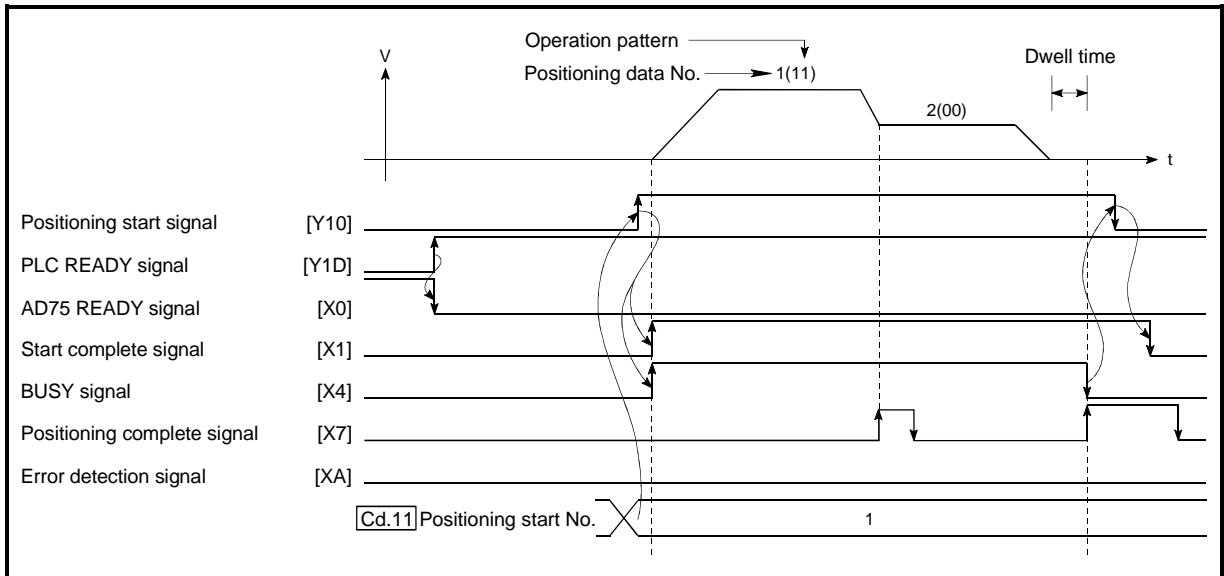 Operation pattern
V
Dwell time
Positioning data No.
1(11)
2(00)
t
Positioning start signal [Y10]
PLC READY signal [Y1D]
AD75 READY signal [X0]
Start complete signal [X1]
BUSY signal [X4]
Positioning complete signal [X7]
Error detection signal [XA]
Cd.11 Positioning start No.
1